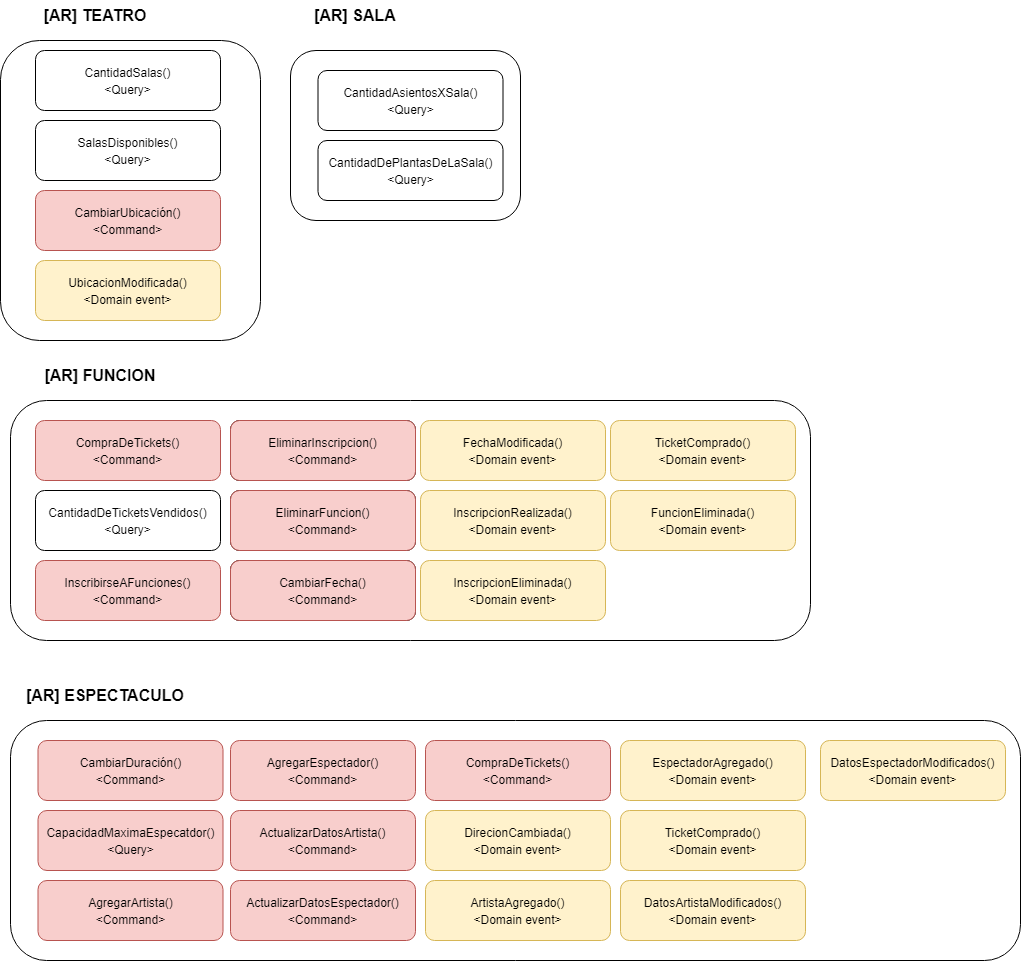 [AR] TEATRO
CantidadSalas()
<Query>
SalasDisponibles()
<Query>
CambiarUbicación()
<Command>
UbicacionModificada()
<Domain event>
[AR] SALA
CantidadAsientosXSala()
<Query>
CantidadDePlantasDeLaSala()
<Query>
[AR] FUNCION
CompraDeTickets()
<Command>
EliminarInscripcion()
<Command>
FechaModificada()
<Domain event>
TicketComprado()
<Domain event>
CantidadDeTicketsVendidos()
<Query>
EliminarFuncion()
<Command>
InscripcionRealizada()
<Domain event>
FuncionEliminada()
<Domain event>
InscribirseAFunciones()
<Command>
CambiarFecha()
<Command>
InscripcionEliminada()
<Domain event>
[AR] ESPECTACULO
CambiarDuración()
<Command>
AgregarEspectador()
<Command>
CompraDeTickets()
<Command>
EspectadorAgregado()
<Domain event>
DatosEspectadorModificados()
<Domain event>
CapacidadMaximaEspecatdor()
<Query>
ActualizarDatosArtista()
<Command>
DirecionCambiada()
<Domain event>
TicketComprado()
<Domain event>
AgregarArtista()
<Command>
ActualizarDatosEspectador()
<Command>
ArtistaAgregado()
<Domain event>
DatosArtistaModificados()
<Domain event>